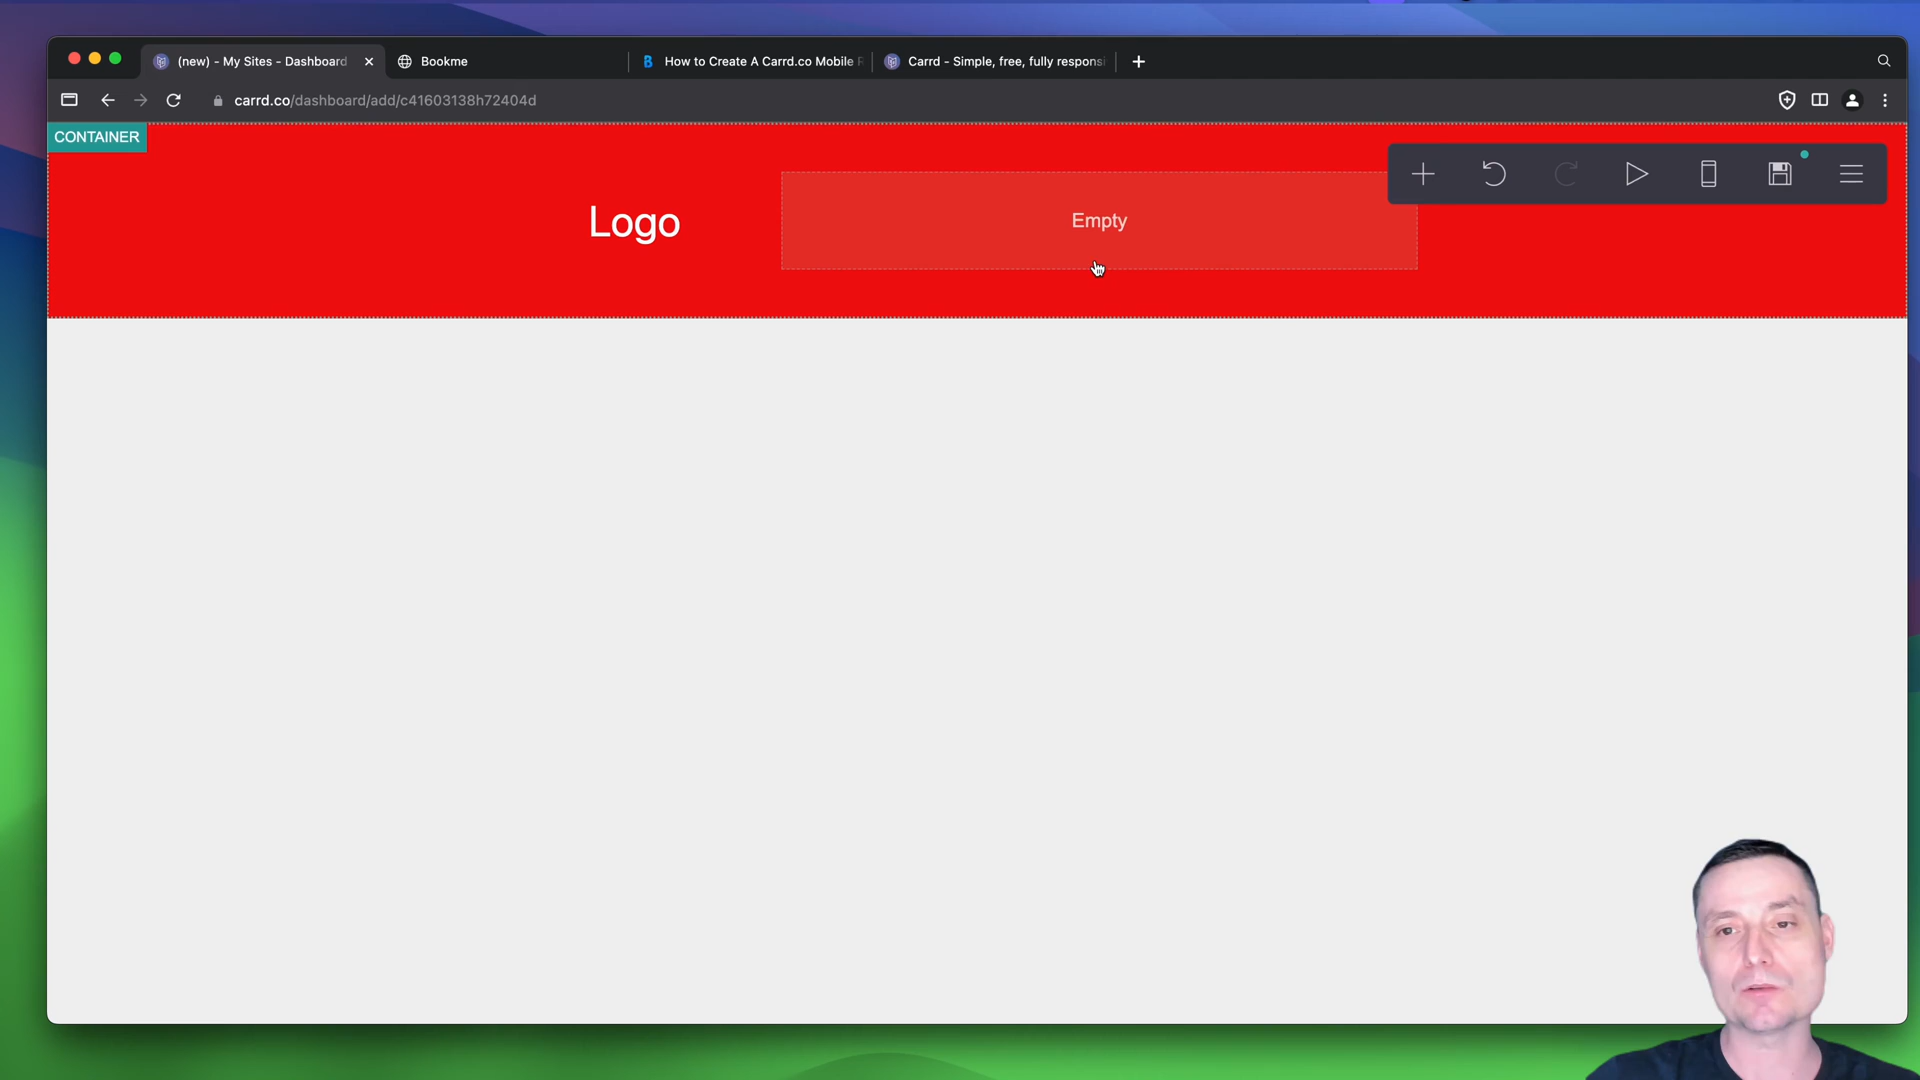 (new) - My Sites - Dashboard
Bookme
How to Create A Carrd.co Mobile R
Carrd - Simple, free, fully responsi
carrd.co/dashboard/add/c41603138h72404d
CONTAINER
Logo
Empty